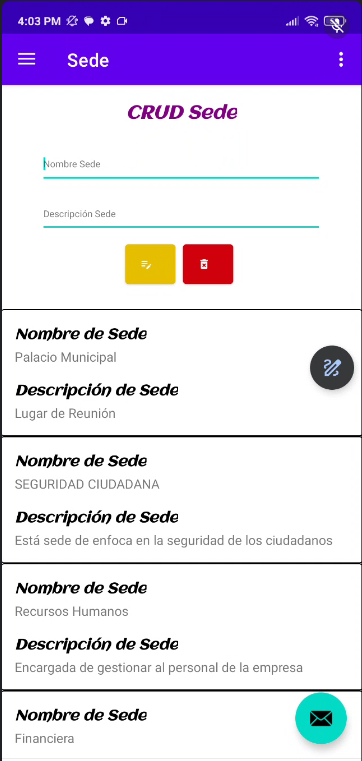 4:03 PM
Sede
CRUD Sede
Nombre Sede
Descripción Sede
Nombre de Sede
Palacio Municipal
Descripción de Sede
Lugar de Reunión
Nombre de Sede
SEGURIDAD CIUDADANA
Descripción de Sede
Está sede de enfoca en la seguridad de los ciudadanos
Nombre de Sede
Recursos Humanos
Descripción de Sede
Encargada de gestionar al personal de la empresa
Nombre de Sede
Financiera